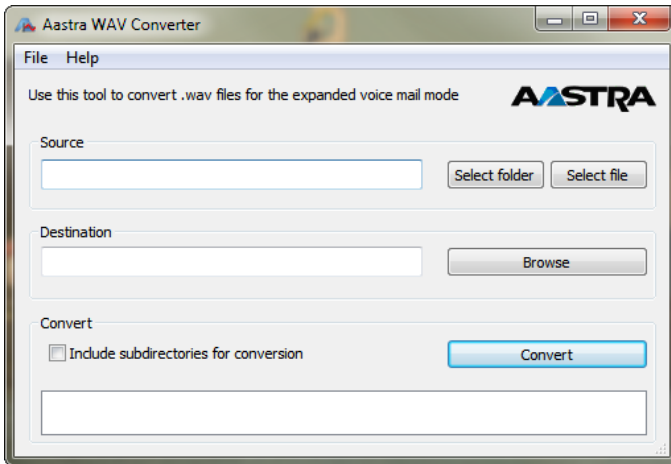 Aastra WAV Converter
File Help
Use this tool to convert .wav files for the expanded voice mail mode
AASTRA
Source
Select folder Select file
Destination
Browse
Convert
Include subdirectories for conversion
Convert